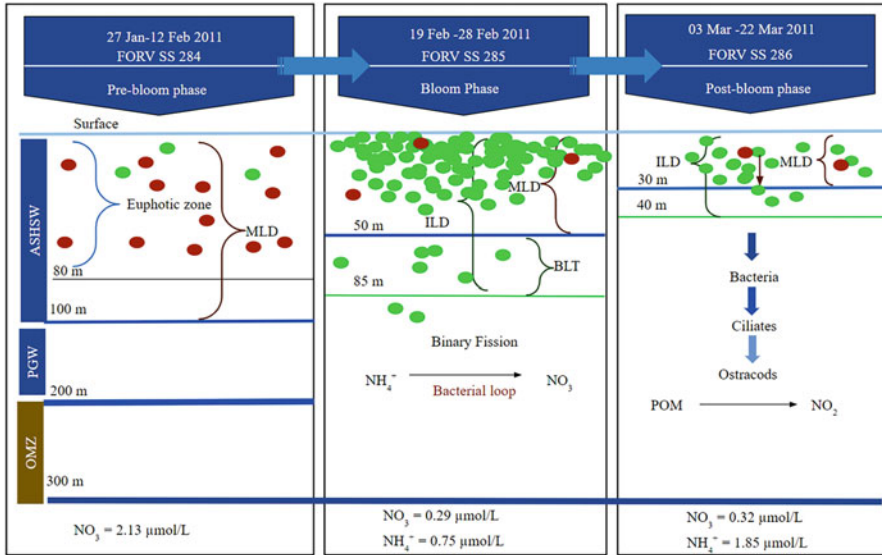 27 Jan-12 Feb 2011
FORV SS 284
Pre-bloom phase
19 Feb -28 Feb 2011
FORV SS 285
Bloom Phase
03 Mar -22 Mar 2011
FORV SS 286
Post-bloom phase
Surface
ASHSW
Euphotic zone
MLD
80 m
100 m
PGW
200 m
OMZ
300 m
NO3 = 2.13 µmol/L
MLD
ILD
50 m
BLT
85 m
Binary Fission
NH4+
NO3
Bacterial loop
NO3 = 0.29 µmol/L
NH4+ = 0.75 µmol/L
ILD
MLD
30 m
40 m
Bacteria
Ciliates
Ostracods
POM
NO2
NO3 = 0.32 µmol/L
NH4+ = 1.85 µmol/L